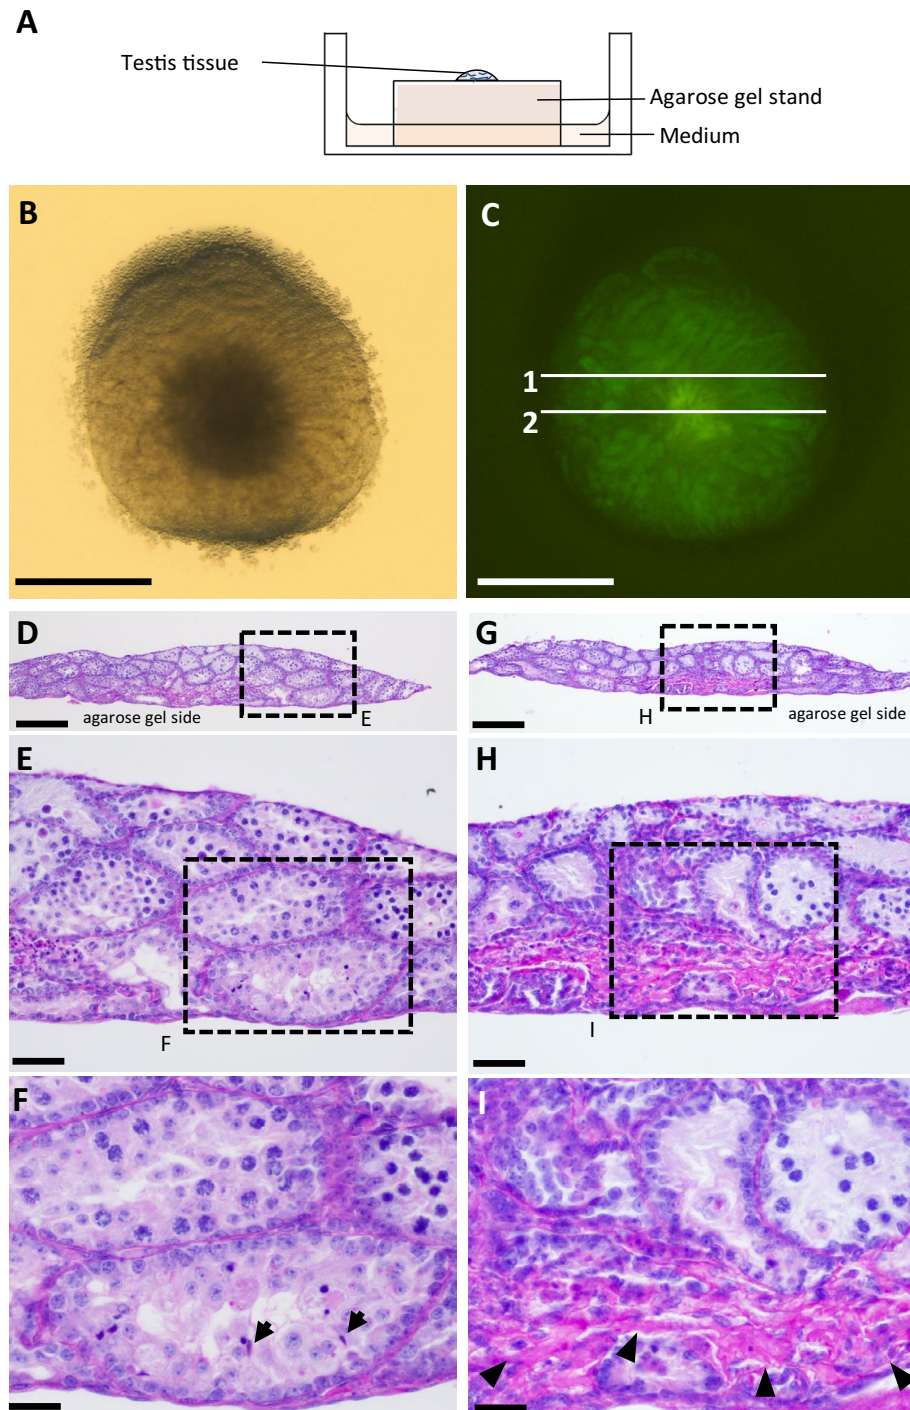 A
Testis tissue
Agarose gel stand
Medium
B
C
1
2
D
agarose gel side
E
G
H
agarose gel side
E
F
H
I
F
I